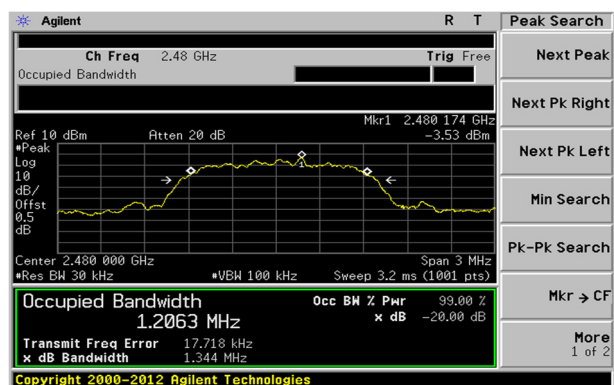 Agilent R T Peak Search
Ch Freq 2.48 GHz Trig Free
Occupied Bandwidth
Next Peak
Next Pk Right
Next Pk Left
Min Search
Pk-Pk Search
Mkr → CF
More
1 of 2
Mkr1 2.480 174 GHz
Ref 10 dBm Atten 20 dB -3.53 dBm
#Peak
Log
10
dB/
Offst
0.5
dB
1
Center 2.480 000 GHz Span 3 MHz
#Res BW 30 kHz #VBW 100 kHz Sweep 3.2 ms (1001 pts)
Occupied Bandwidth Occ BW % Pwr 99.00 %
1.2063 MHz x dB -20.00 dB
Transmit Freq Error 17.718 kHz
x dB Bandwidth 1.344 MHz
Copyright 2000-2012 Agilent Technologies